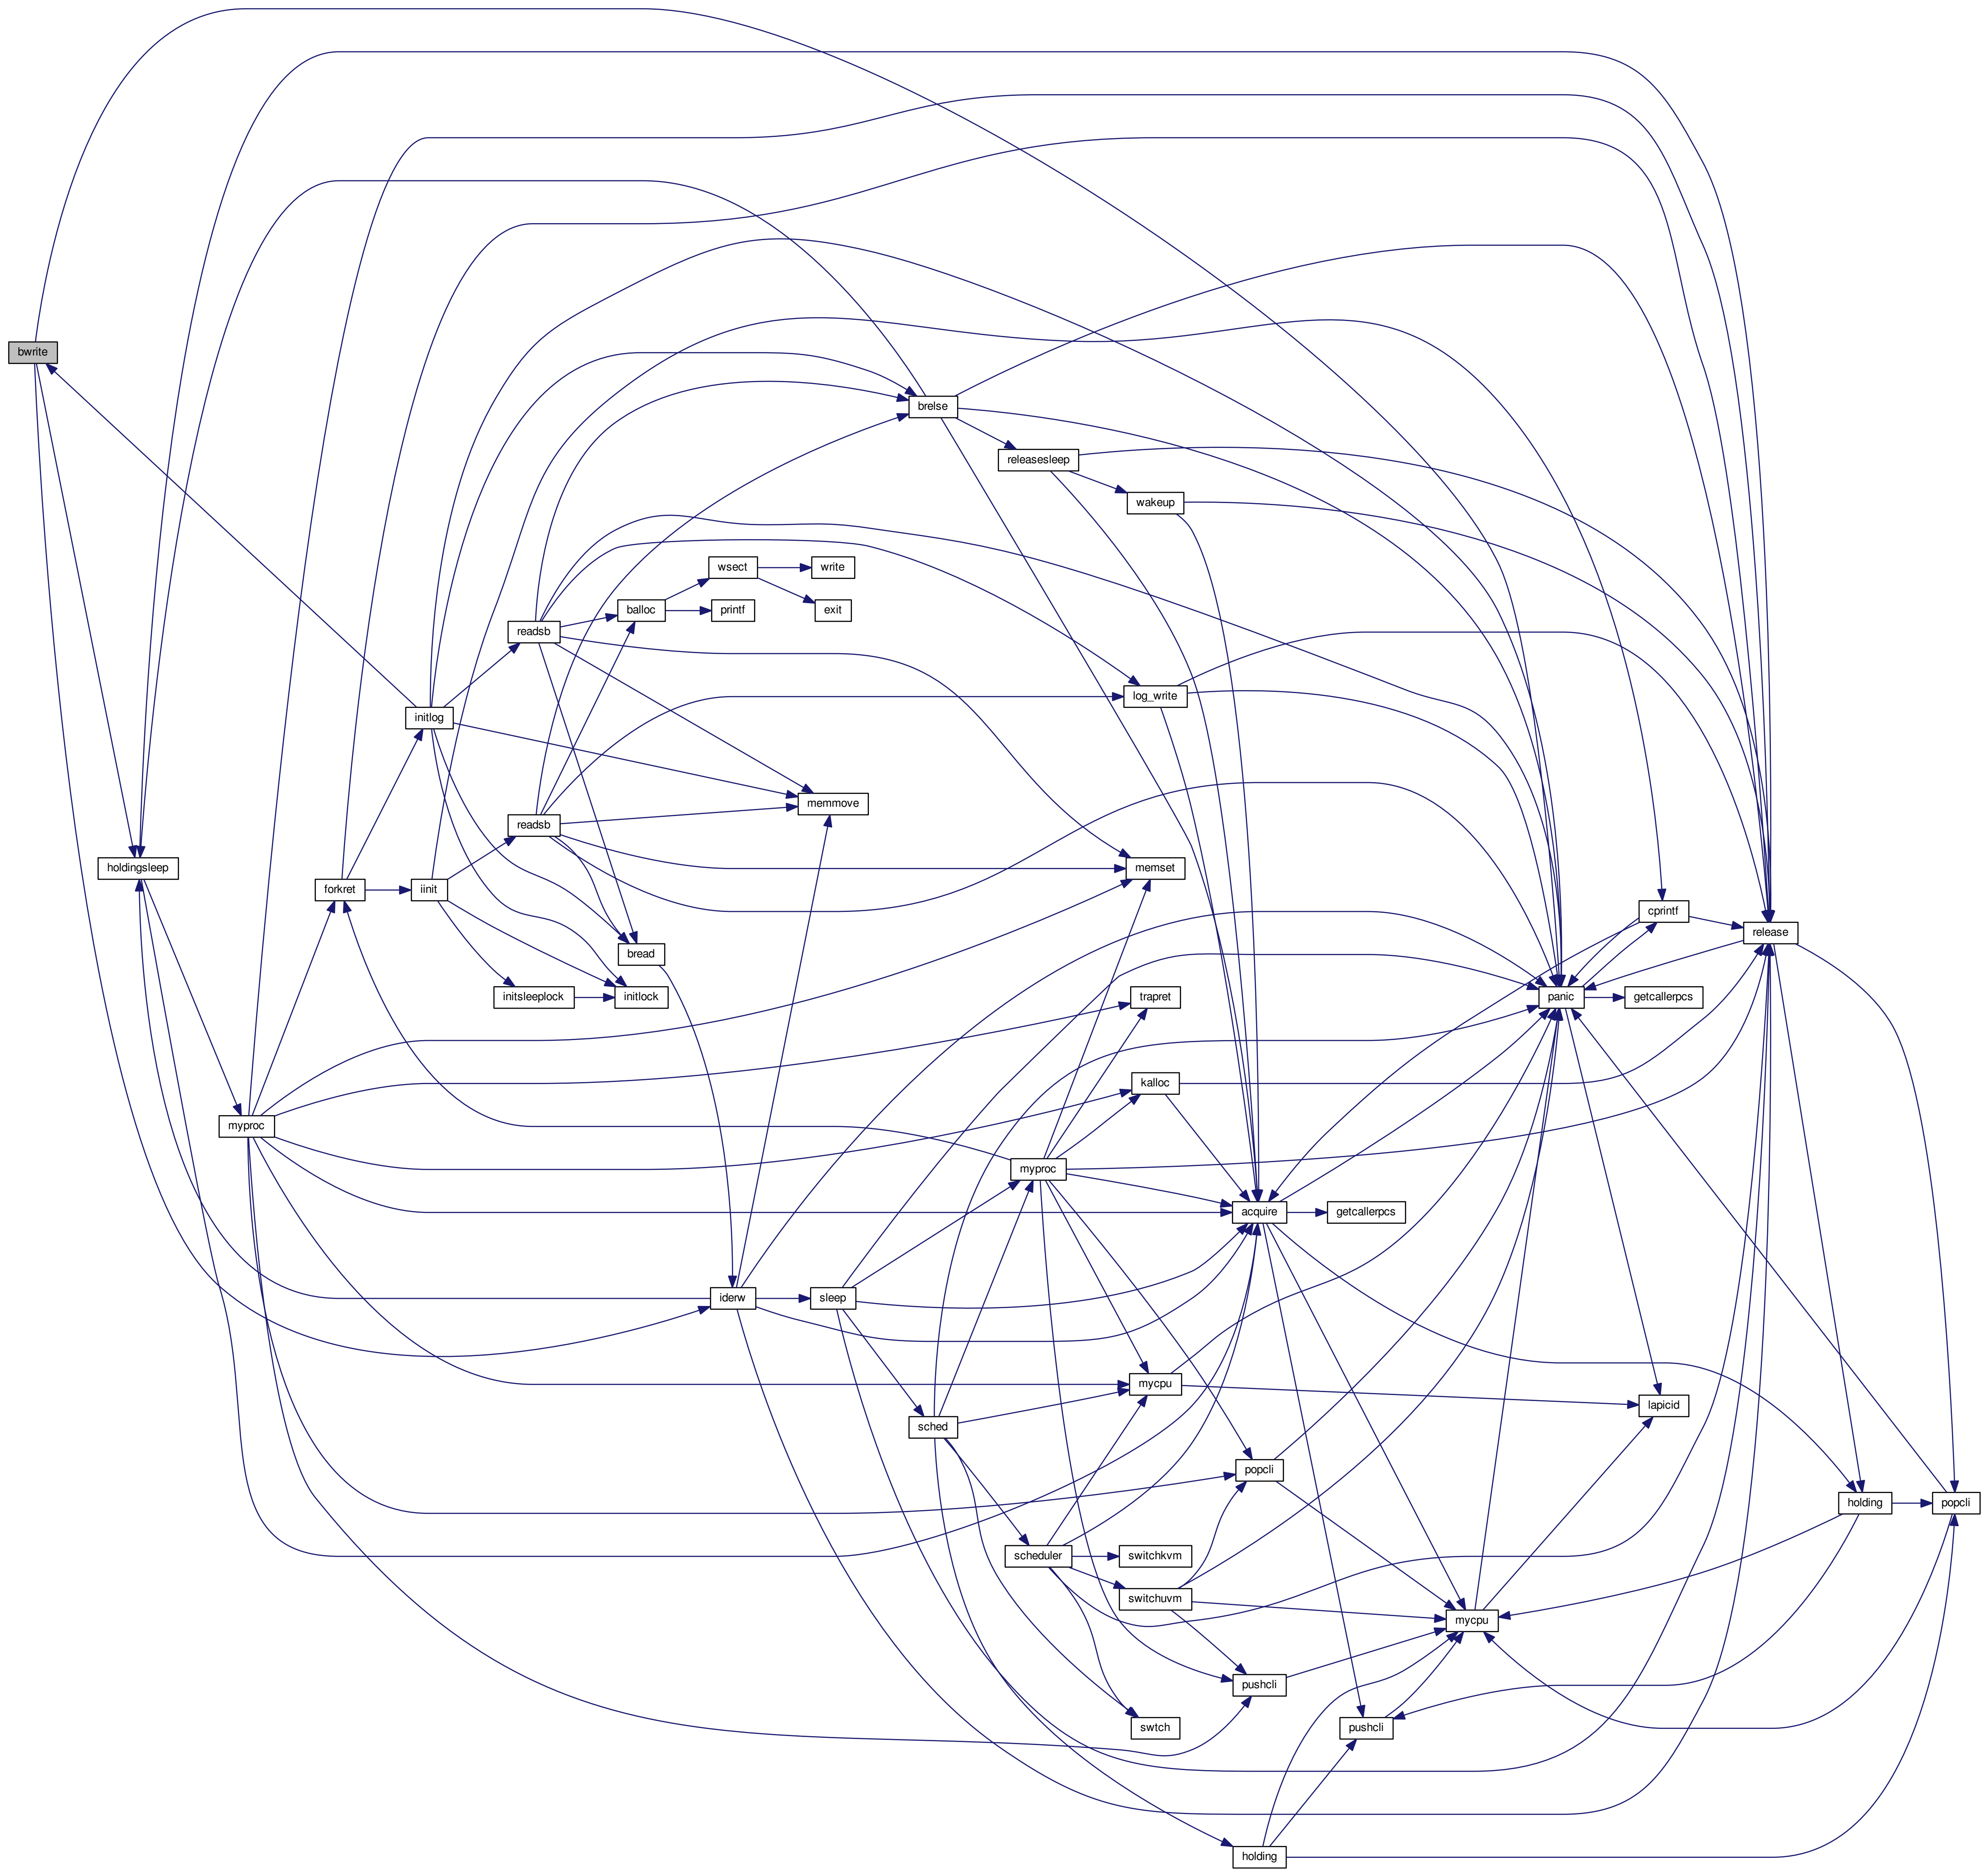 bwrite
brelse
releasesleep
wakeup
wsect
write
balloc
printf
exit
readsb
log_write
initlog
memmove
readsb
holdingsleep
memset
forkret
iinit
cprintf
release
bread
initsleeplock
initlock
trapret
panic
getcallerpcs
kalloc
myproc
myproc
acquire
getcallerpcs
iderw
sleep
mycpu
lapicid
sched
popcli
holding
popcli
scheduler
switchkvm
switchuvm
mycpu
pushcli
swtch
pushcli
holding